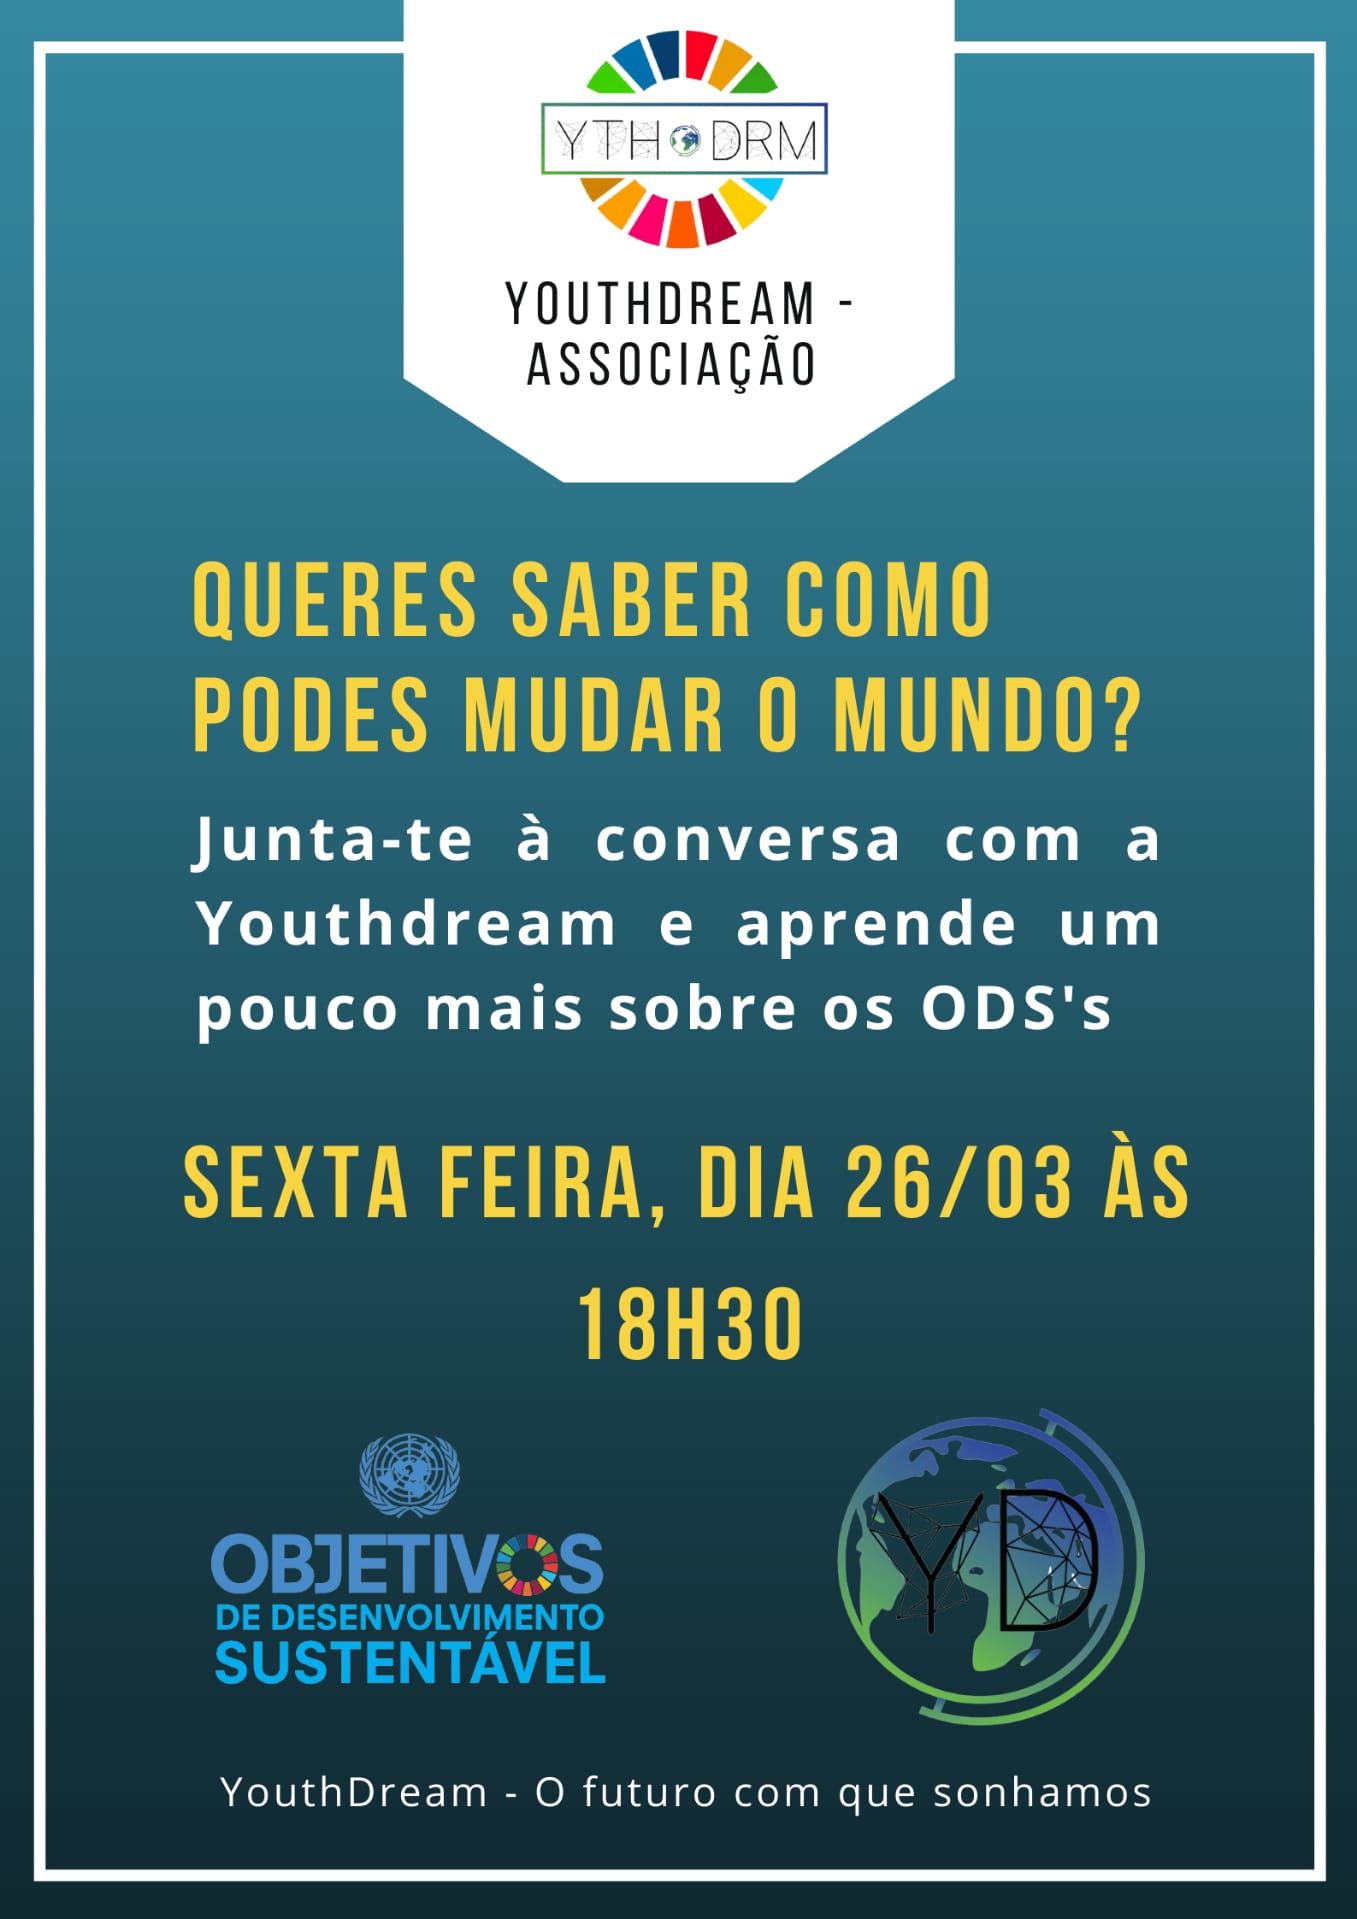 YTH DRM
YOUTHDREAM -
ASSOCIAÇÃO
QUERES SABER COMO
PODES MUDAR O MUNDO?
Junta-te à conversa com a
Youthdream e aprende um
pouco mais sobre os ODS's
SEXTA FEIRA, DIA 26/03 ÀS
18H30
OBJETIVOS
DE DESENVOLVIMENTO
SUSTENTÁVEL
YD
YouthDream - O futuro com que sonhamos